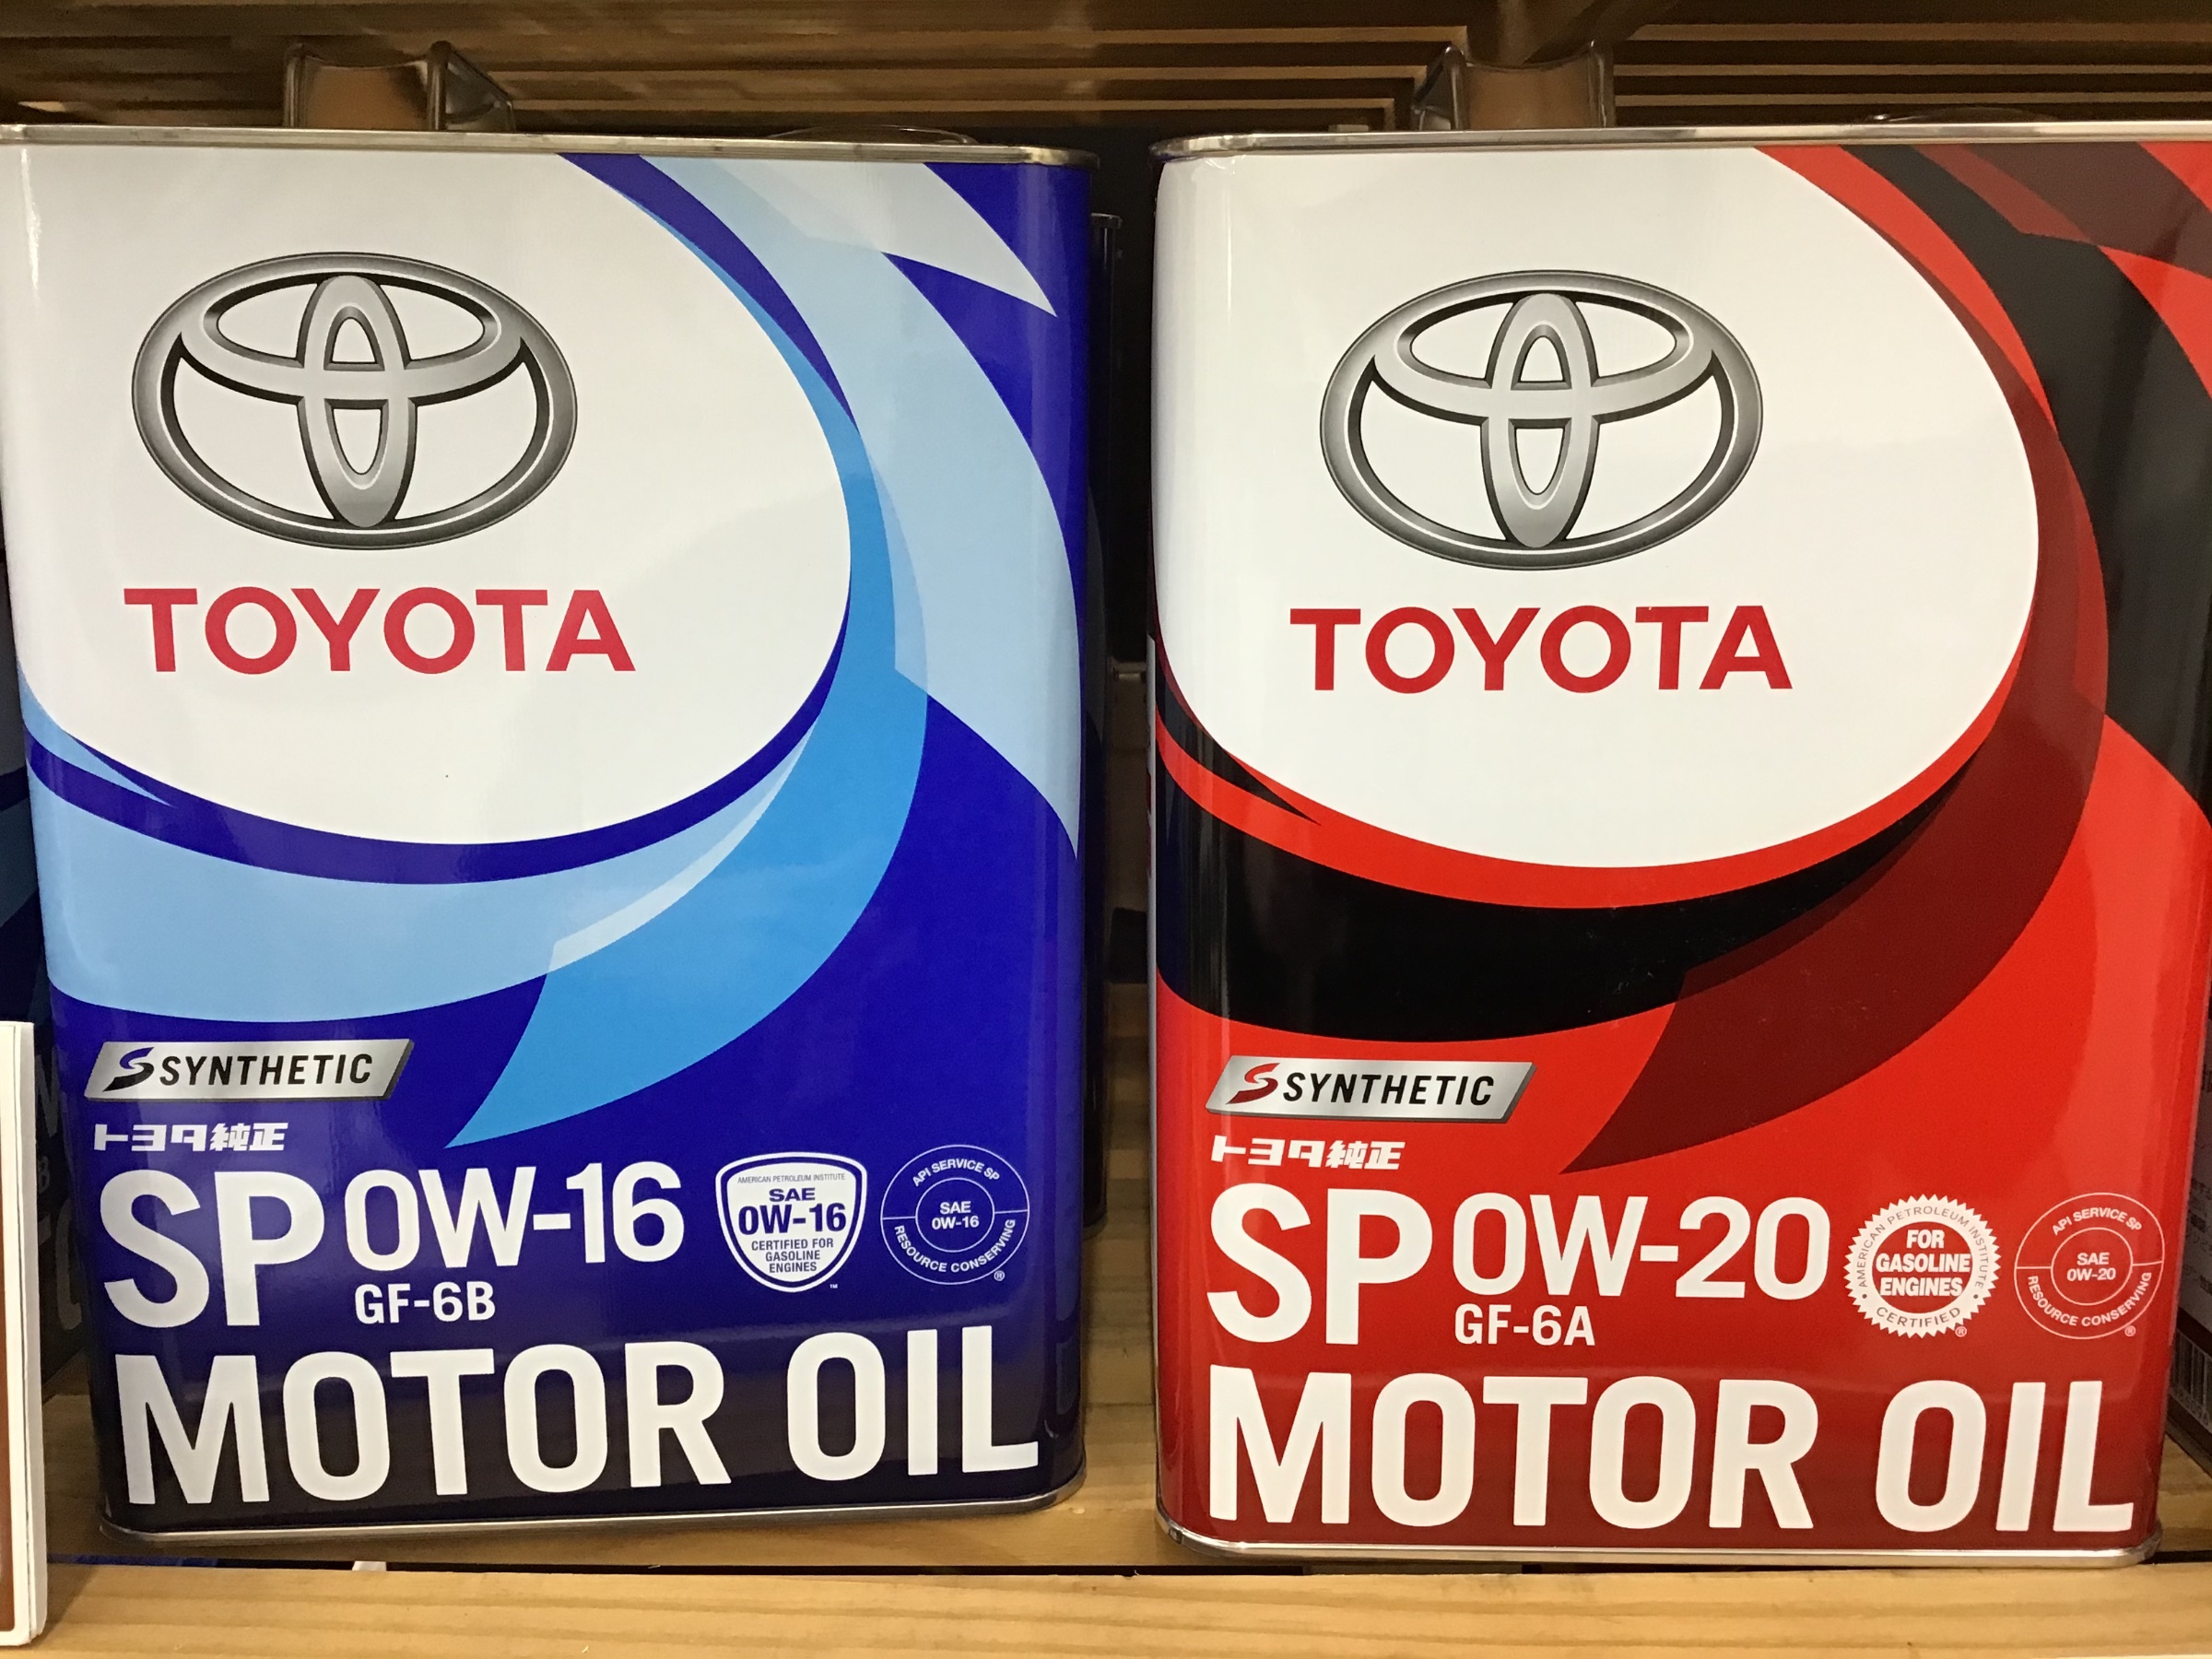 TOYOTA
SYNTHETIC
トヨタ純正
SP 0W-16
GF-6B
AMERICAN PETROLEUM INSTITUTE
SAE
0W-16
CERTIFIED FOR
GASOLINE
ENGINES
™
API SERVICE SP
SAE
0W-16
RESOURCE CONSERVING
®
MOTOR OIL
TOYOTA
SYNTHETIC
トヨタ純正
SP 0W-20
GF-6A
AMERICAN PETROLEUM INSTITUTE
FOR
GASOLINE
ENGINES
CERTIFIED
®
API SERVICE SP
SAE
0W-20
RESOURCE CONSERVING
®
MOTOR OIL